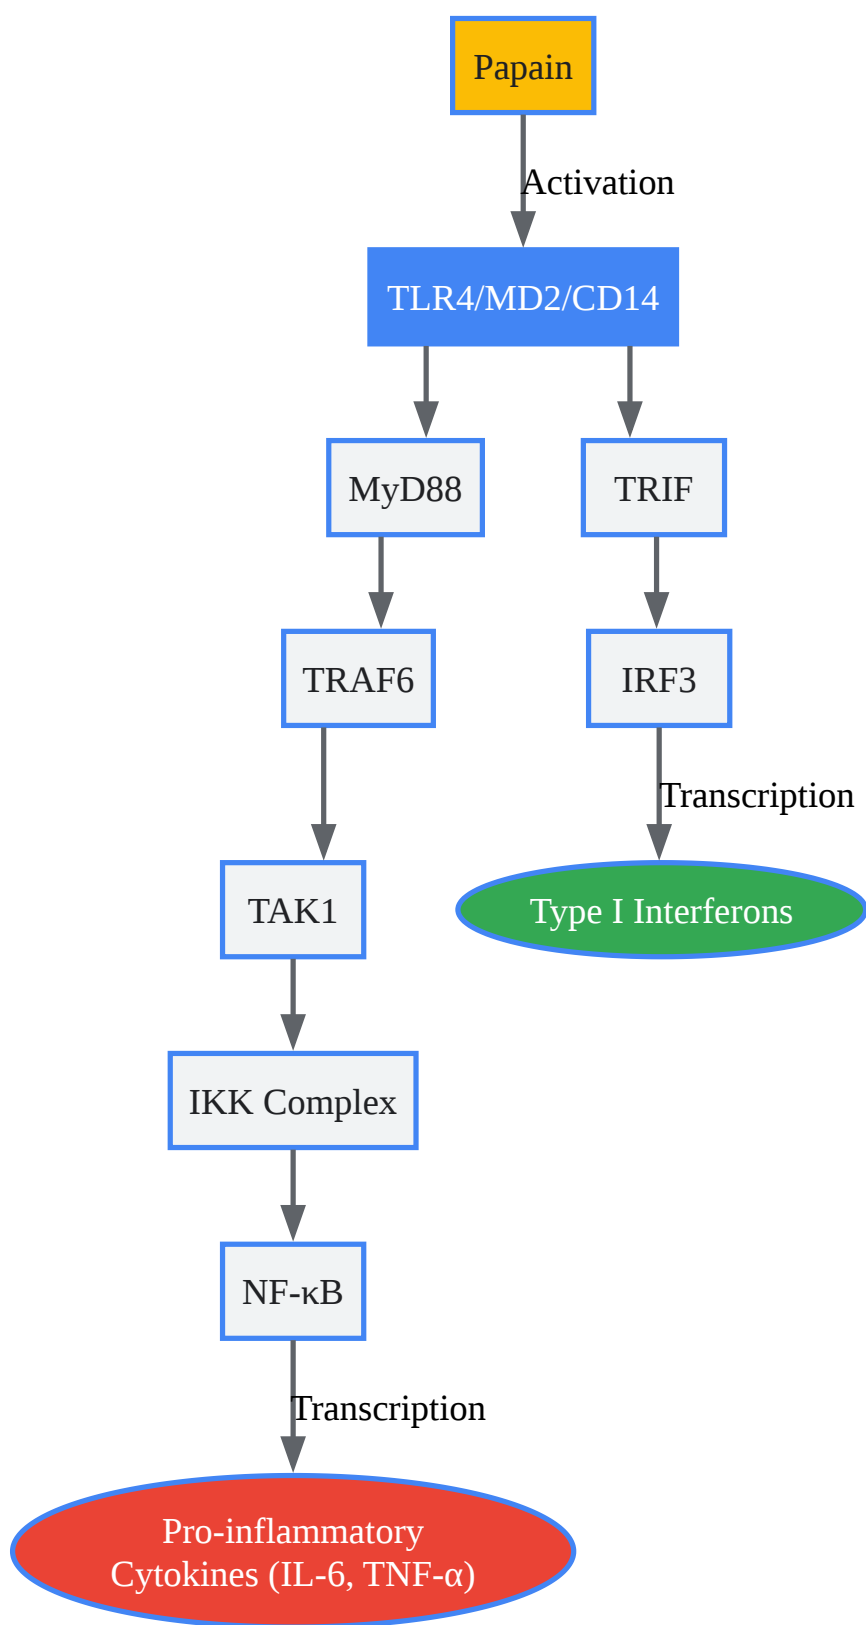 Papain
Activation
TLR4/MD2/CD14
MyD88
TRIF
TRAF6
IRF3
Transcription
TAK1
Type I Interferons
IKK Complex
NF-κB
Transcription
Pro-inflammatory
Cytokines (IL-6, TNF-α)